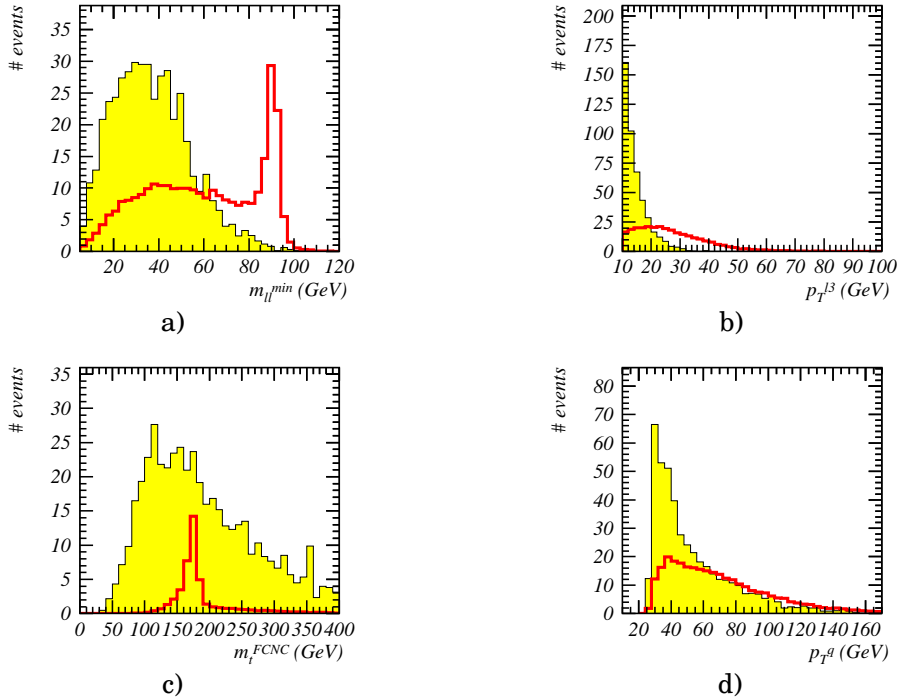 # events
35
30
25
20
15
10
5
0
20 40 60 80 100 120
m_ll^min (GeV)
a)
# events
200
175
150
125
100
75
50
25
0
10 20 30 40 50 60 70 80 90 100
p_T^l3 (GeV)
b)
# events
35
30
25
20
15
10
5
0
0 50 100 150 200 250 300 350 400
m_t^FCNC (GeV)
c)
# events
80
70
60
50
40
30
20
10
0
20 40 60 80 100 120 140 160
p_T^q (GeV)
d)